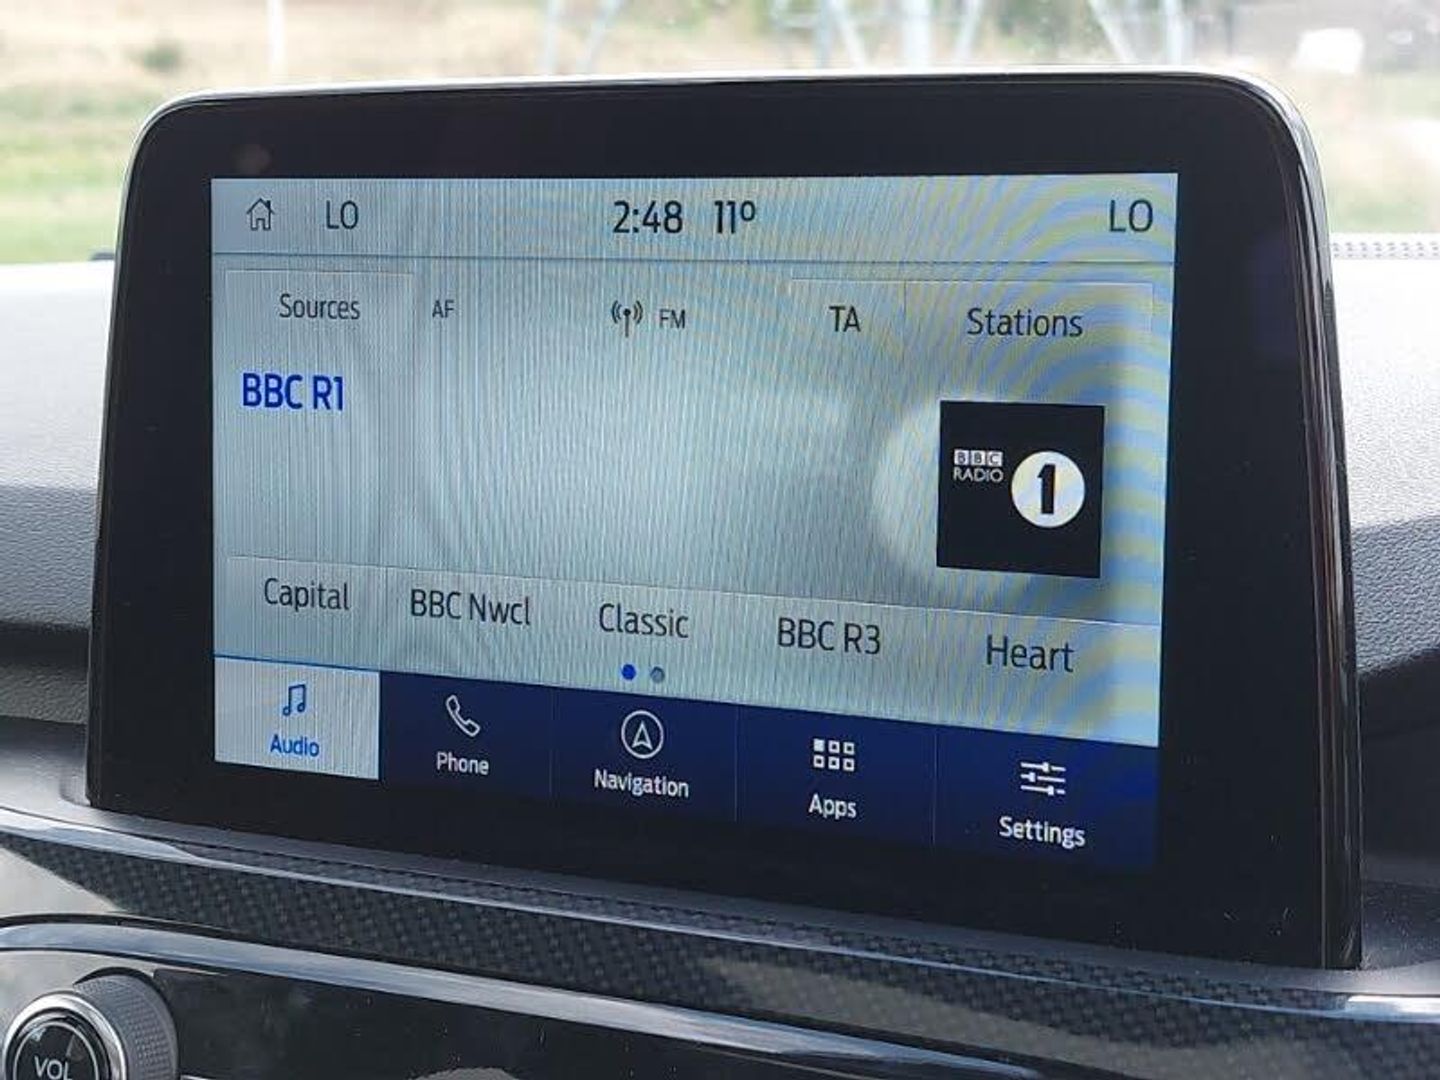 LO 2:48 11° LO
Sources AF FM TA Stations
BBC R1
BBC
RADIO 1
Capital BBC Nwcl Classic BBC R3 Heart
Audio Phone Navigation Apps Settings
VOL